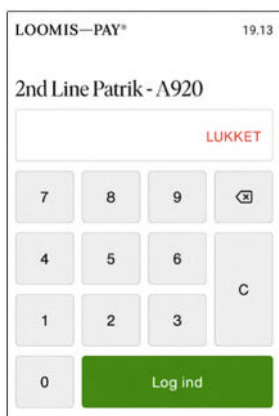 LOOMIS—PAY® 19.13
2nd Line Patrik - A920
LUKKET
7 8 9
4 5 6
C
1 2 3
0 Log ind